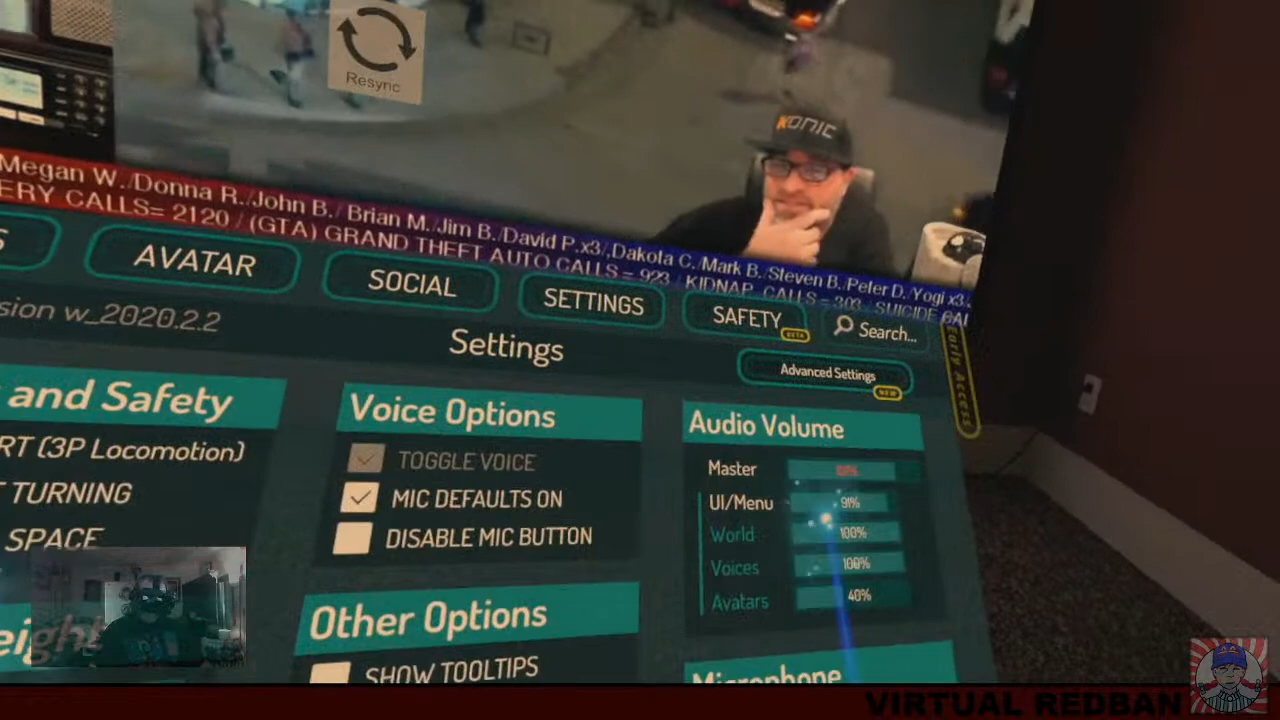 Resync
KONIC
Megan W./Donna R./John B./ Brian M./Jim B./David P.x3/,Dakota C./Mark B./Steven B./Peter D./Yogi x3.
ERY CALLS= 2120 / (GTA) GRAND THEFT AUTO CALLS = 923 / KIDNAP CALLS = 303 / SUICIDE CAL
S
AVATAR
SOCIAL
SETTINGS
SAFETY
BETA
Search...
sion w_2020.2.2
Settings
Advanced Settings
NEW
Early Access
and Safety
RT (3P Locomotion)
T TURNING
SPACE
eight
Voice Options
TOGGLE VOICE
MIC DEFAULTS ON
DISABLE MIC BUTTON
Other Options
SHOW TOOLTIPS
Audio Volume
Master
UI/Menu 91%
World 100%
Voices 100%
Avatars 40%
Microphone
VIRTUAL REDBAN